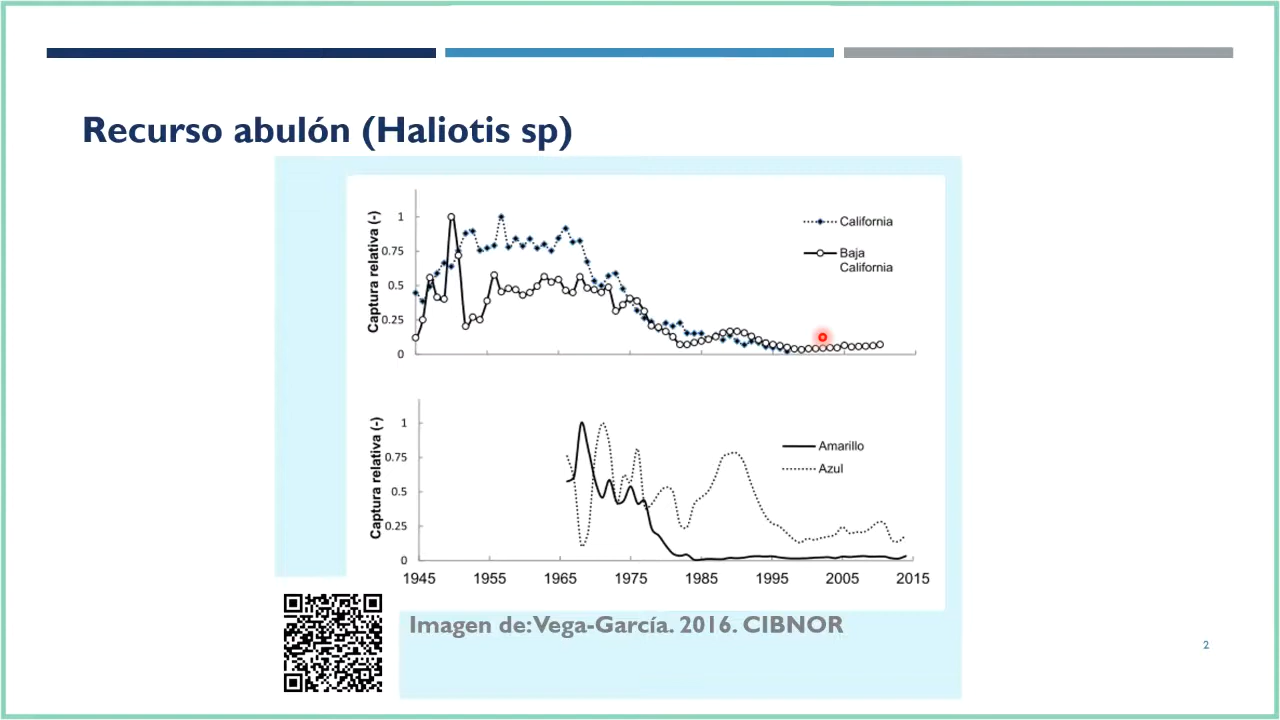 Recurso abulón (Haliotis sp)
Captura relativa (-)
1
0.75
0.5
0.25
0
California
Baja
California
Captura relativa (-)
1
0.75
0.5
0.25
0
Amarillo
Azul
1945 1955 1965 1975 1985 1995 2005 2015
Imagen de:Vega-García. 2016. CIBNOR
2